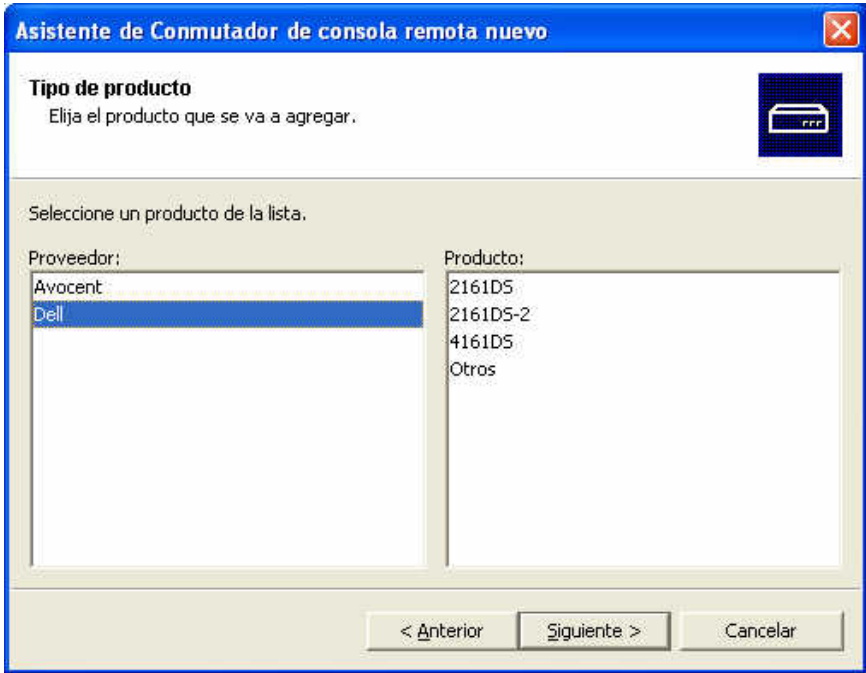 Asistente de Conmutador de consola remota nuevo
Tipo de producto
Elija el producto que se va a agregar.
Seleccione un producto de la lista.
Proveedor:
Avocent
Dell
Producto:
2161DS
2161DS-2
4161DS
Otros
< Anterior
Siguiente >
Cancelar